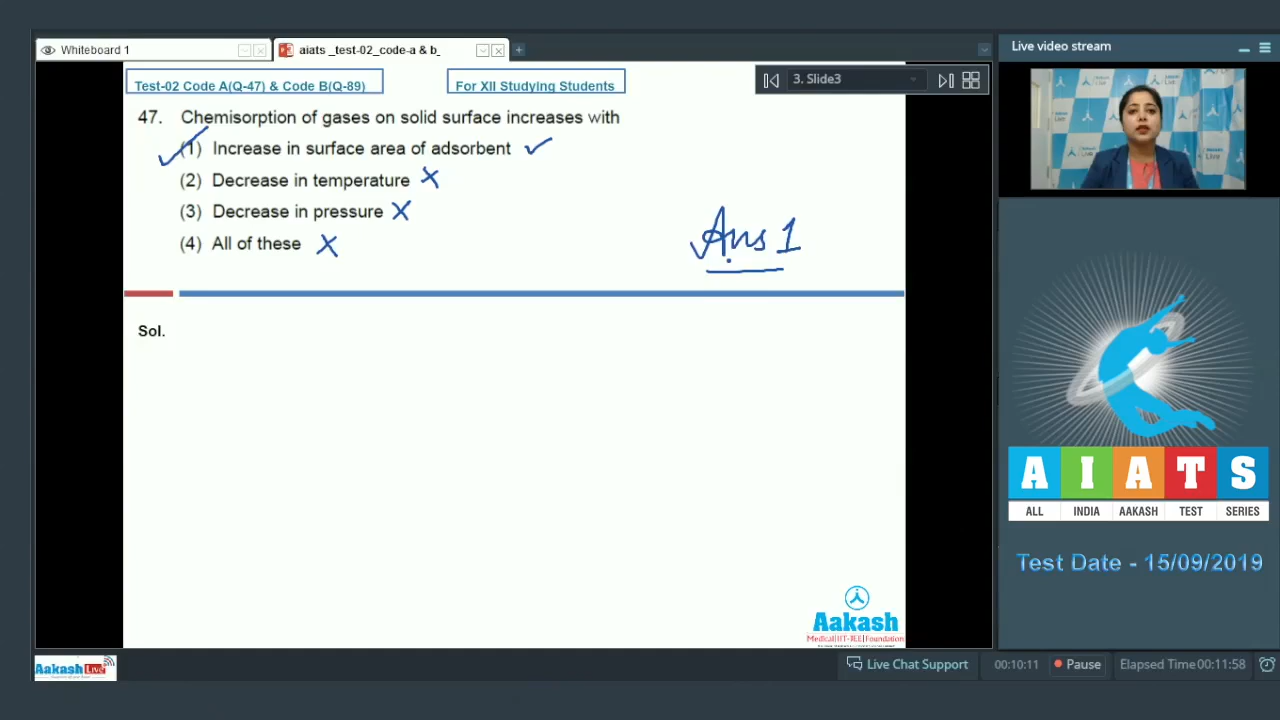 Whiteboard 1
aiats _test-02_code-a & b_
Live video stream
Test-02 Code A(Q-47) & Code B(Q-89)
For XII Studying Students
3. Slide3
47. Chemisorption of gases on solid surface increases with
(1) Increase in surface area of adsorbent
(2) Decrease in temperature
(3) Decrease in pressure
(4) All of these
Ans 1
Sol.
A I A T S
ALL INDIA AAKASH TEST SERIES
Test Date - 15/09/2019
Aakash
Medical|IIT-JEE|Foundation
Aakash Live
Live Chat Support
00:10:11
Pause
Elapsed Time 00:11:58